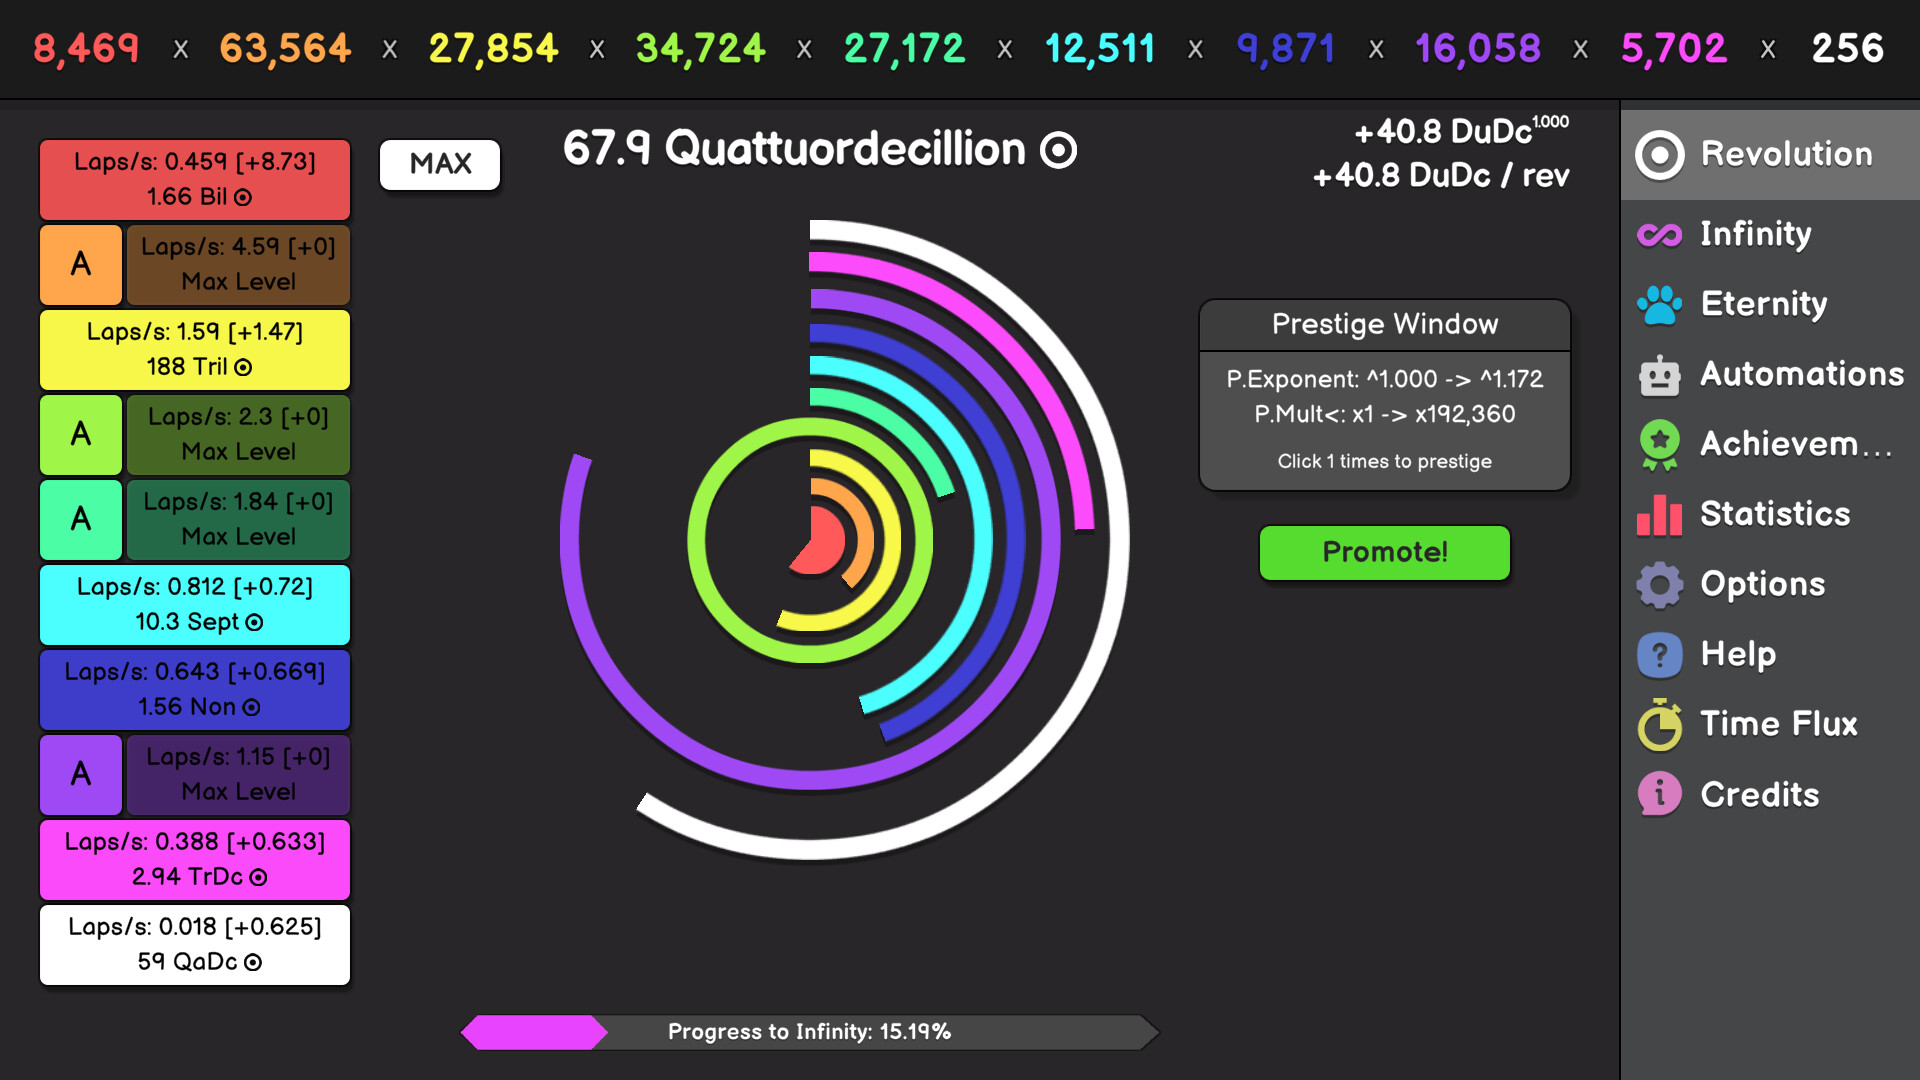 8,469 x 63,564 x 27,854 x 34,724 x 27,172 x 12,511 x 9,871 x 16,058 x 5,702 x 256
67.9 Quattuordecillion
+40.8 DuDc^1.000
+40.8 DuDc / rev
MAX
Laps/s: 0.459 [+8.73]
1.66 Bil
A
Laps/s: 4.59 [+0]
Max Level
Laps/s: 1.59 [+1.47]
188 Tril
A
Laps/s: 2.3 [+0]
Max Level
A
Laps/s: 1.84 [+0]
Max Level
Laps/s: 0.812 [+0.72]
10.3 Sept
Laps/s: 0.643 [+0.669]
1.56 Non
A
Laps/s: 1.15 [+0]
Max Level
Laps/s: 0.388 [+0.633]
2.94 TrDc
Laps/s: 0.018 [+0.625]
59 QaDc
Prestige Window
P.Exponent: ^1.000 -> ^1.172
P.Mult<: x1 -> x192,360
Click 1 times to prestige
Promote!
Progress to Infinity: 15.19%
Revolution
Infinity
Eternity
Automations
Achievem...
Statistics
Options
? Help
Time Flux
i Credits